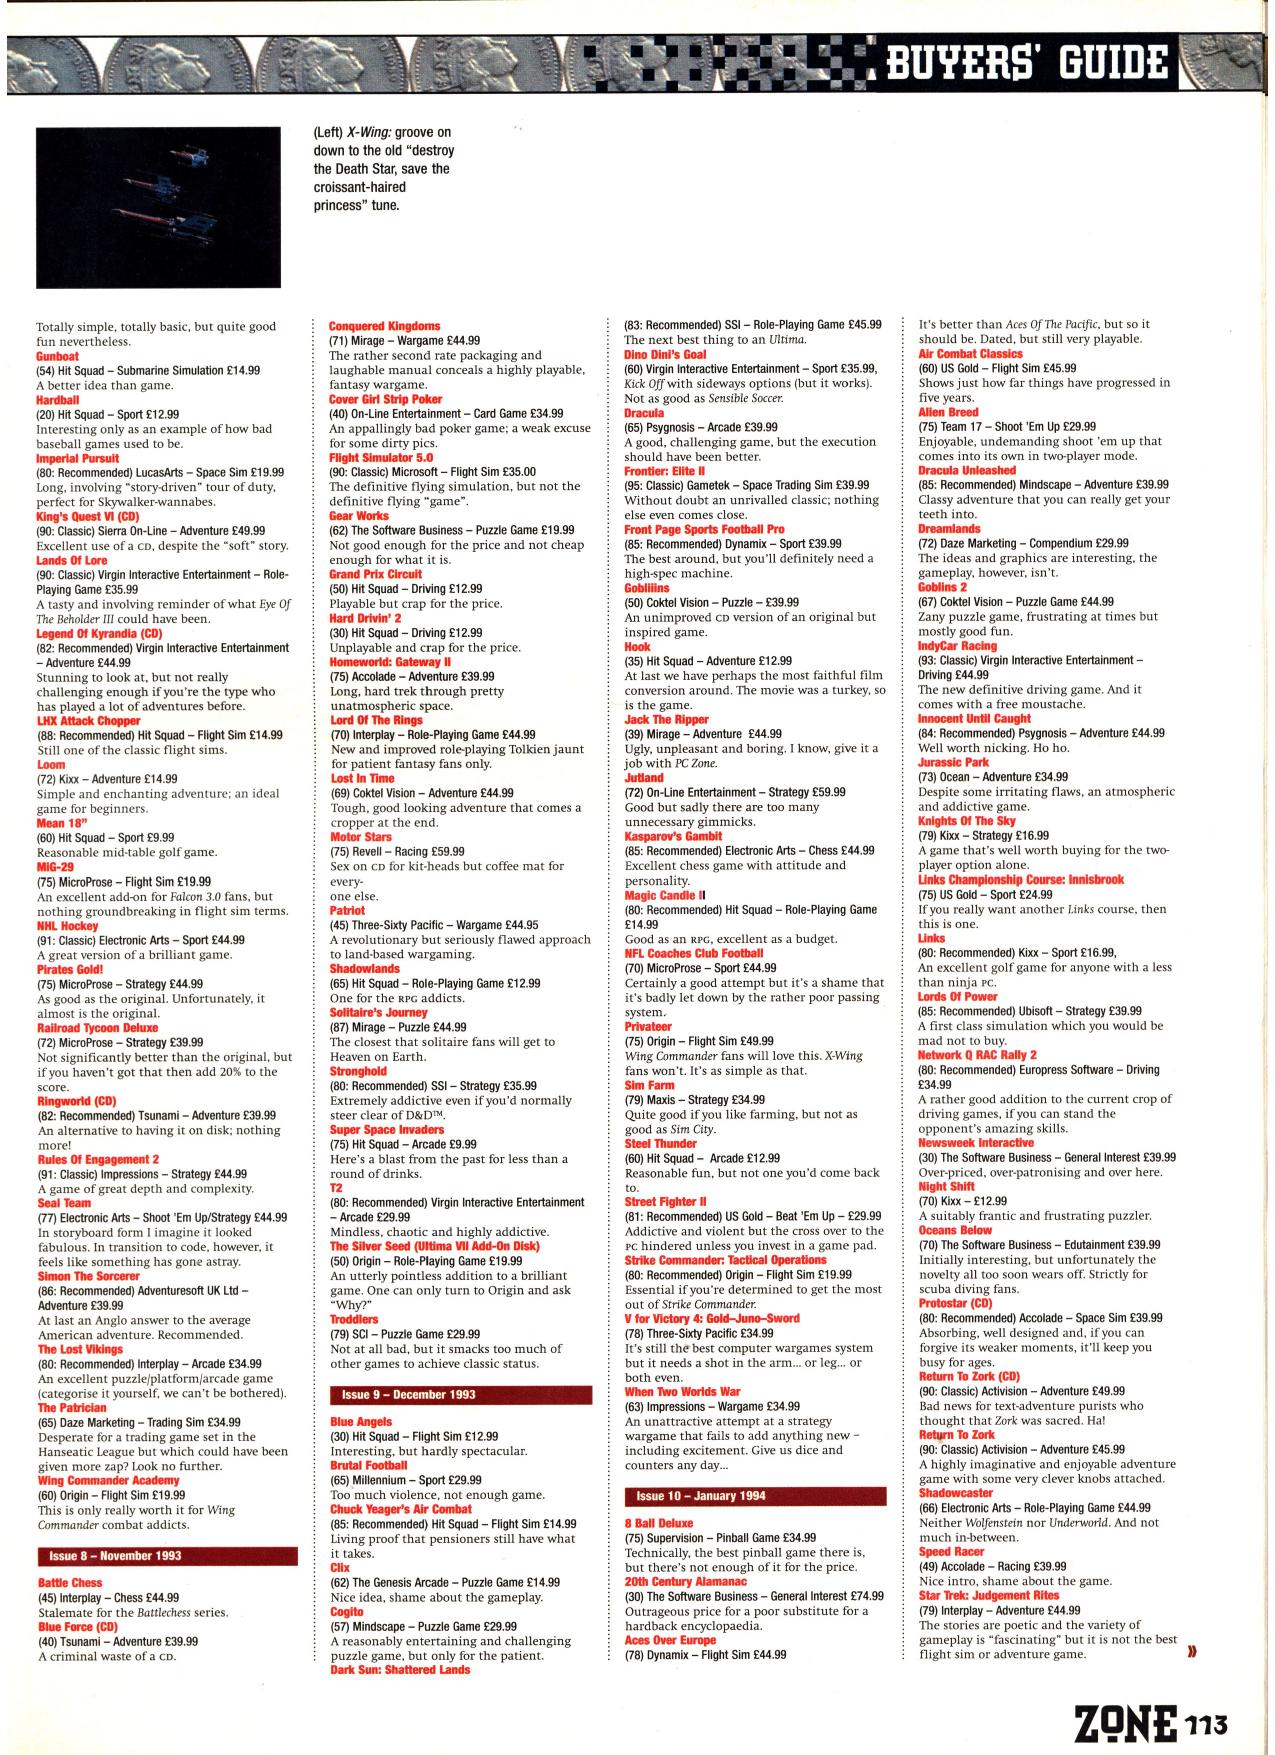 BUYERS' GUIDE
(Left) X-Wing: groove on
down to the old “destroy
the Death Star, save the
croissant-haired
princess” tune.
Totally simple, totally basic, but quite good
fun nevertheless.
Gunboat
(54) Hit Squad – Submarine Simulation £14.99
A better idea than game.
Hardball
(20) Hit Squad – Sport £12.99
Interesting only as an example of how bad
baseball games used to be.
Imperial Pursuit
(80: Recommended) LucasArts – Space Sim £19.99
Long, involving “story-driven” tour of duty,
perfect for Skywalker-wannabes.
King's Quest VI (CD)
(90: Classic) Sierra On-Line – Adventure £49.99
Excellent use of a CD, despite the “soft” story.
Lands Of Lore
(90: Classic) Virgin Interactive Entertainment – Role-
Playing Game £35.99
A tasty and involving reminder of what Eye Of
The Beholder III could have been.
Legend Of Kyrandia (CD)
(82: Recommended) Virgin Interactive Entertainment
– Adventure £44.99
Stunning to look at, but not really
challenging enough if you're the type who
has played a lot of adventures before.
LHX Attack Chopper
(88: Recommended) Hit Squad – Flight Sim £14.99
Still one of the classic flight sims.
Loom
(72) Kixx – Adventure £14.99
Simple and enchanting adventure; an ideal
game for beginners.
Mean 18”
(60) Hit Squad – Sport £9.99
Reasonable mid-table golf game.
MiG-29
(75) MicroProse – Flight Sim £19.99
An excellent add-on for Falcon 3.0 fans, but
nothing groundbreaking in flight sim terms.
NHL Hockey
(91: Classic) Electronic Arts – Sport £44.99
A great version of a brilliant game.
Pirates Gold!
(75) MicroProse – Strategy £44.99
As good as the original. Unfortunately, it
almost is the original.
Railroad Tycoon Deluxe
(72) MicroProse – Strategy £39.99
Not significantly better than the original, but
if you haven't got that then add 20% to the
score.
Ringworld (CD)
(82: Recommended) Tsunami – Adventure £39.99
An alternative to having it on disk; nothing
more!
Rules Of Engagement 2
(91: Classic) Impressions – Strategy £44.99
A game of great depth and complexity.
Seal Team
(77) Electronic Arts – Shoot 'Em Up/Strategy £44.99
In storyboard form I imagine it looked
fabulous. In transition to code, however, it
feels like something has gone astray.
Simon The Sorcerer
(86: Recommended) Adventuresoft UK Ltd –
Adventure £39.99
At last an Anglo answer to the average
American adventure. Recommended.
The Lost Vikings
(80: Recommended) Interplay – Arcade £34.99
An excellent puzzle/platform/arcade game
(categorise it yourself, we can't be bothered).
The Patrician
(65) Daze Marketing – Trading Sim £34.99
Desperate for a trading game set in the
Hanseatic League but which could have been
given more zap? Look no further.
Wing Commander Academy
(60) Origin – Flight Sim £19.99
This is only really worth it for Wing
Commander combat addicts.
Issue 8 – November 1993
Battle Chess
(45) Interplay – Chess £44.99
Stalemate for the Battlechess series.
Blue Force (CD)
(40) Tsunami – Adventure £39.99
A criminal waste of a CD.
Conquered Kingdoms
(71) Mirage – Wargame £44.99
The rather second rate packaging and
laughable manual conceals a highly playable,
fantasy wargame.
Cover Girl Strip Poker
(40) On-Line Entertainment – Card Game £34.99
An appallingly bad poker game; a weak excuse
for some dirty pics.
Flight Simulator 5.0
(90: Classic) Microsoft – Flight Sim £35.00
The definitive flying simulation, but not the
definitive flying “game”.
Gear Works
(62) The Software Business – Puzzle Game £19.99
Not good enough for the price and not cheap
enough for what it is.
Grand Prix Circuit
(50) Hit Squad – Driving £12.99
Playable but crap for the price.
Hard Drivin' 2
(30) Hit Squad – Driving £12.99
Unplayable and crap for the price.
Homeworld: Gateway II
(75) Accolade – Adventure £39.99
Long, hard trek through pretty
unatmospheric space.
Lord Of The Rings
(70) Interplay – Role-Playing Game £44.99
New and improved role-playing Tolkien jaunt
for patient fantasy fans only.
Lost In Time
(69) Coktel Vision – Adventure £44.99
Tough, good looking adventure that comes a
cropper at the end.
Motor Stars
(75) Revell – Racing £59.99
Sex on CD for kit-heads but coffee mat for
every-
one else.
Patriot
(45) Three-Sixty Pacific – Wargame £44.95
A revolutionary but seriously flawed approach
to land-based wargaming.
Shadowlands
(65) Hit Squad – Role-Playing Game £12.99
One for the RPG addicts.
Solitaire's Journey
(87) Mirage – Puzzle £44.99
The closest that solitaire fans will get to
Heaven on Earth.
Stronghold
(80: Recommended) SSI – Strategy £35.99
Extremely addictive even if you'd normally
steer clear of D&D™.
Super Space Invaders
(75) Hit Squad – Arcade £9.99
Here's a blast from the past for less than a
round of drinks.
T2
(80: Recommended) Virgin Interactive Entertainment
– Arcade £29.99
Mindless, chaotic and highly addictive.
The Silver Seed (Ultima VII Add-On Disk)
(50) Origin – Role-Playing Game £19.99
An utterly pointless addition to a brilliant
game. One can only turn to Origin and ask
“Why?”
Troddlers
(79) SCI – Puzzle Game £29.99
Not at all bad, but it smacks too much of
other games to achieve classic status.
Issue 9 – December 1993
Blue Angels
(30) Hit Squad – Flight Sim £12.99
Interesting, but hardly spectacular.
Brutal Football
(65) Millennium – Sport £29.99
Too much violence, not enough game.
Chuck Yeager's Air Combat
(85: Recommended) Hit Squad – Flight Sim £14.99
Living proof that pensioners still have what
it takes.
Clix
(62) The Genesis Arcade – Puzzle Game £14.99
Nice idea, shame about the gameplay.
Cogito
(57) Mindscape – Puzzle Game £29.99
A reasonably entertaining and challenging
puzzle game, but only for the patient.
Dark Sun: Shattered Lands
(83: Recommended) SSI – Role-Playing Game £45.99
The next best thing to an Ultima.
Dino Dini's Goal
(60) Virgin Interactive Entertainment – Sport £35.99,
Kick Off with sideways options (but it works).
Not as good as Sensible Soccer.
Dracula
(65) Psygnosis – Arcade £39.99
A good, challenging game, but the execution
should have been better.
Frontier: Elite II
(95: Classic) Gametek – Space Trading Sim £39.99
Without doubt an unrivalled classic; nothing
else even comes close.
Front Page Sports Football Pro
(85: Recommended) Dynamix – Sport £39.99
The best around, but you'll definitely need a
high-spec machine.
Gobliiins
(50) Coktel Vision – Puzzle – £39.99
An unimproved CD version of an original but
inspired game.
Hook
(35) Hit Squad – Adventure £12.99
At last we have perhaps the most faithful film
conversion around. The movie was a turkey, so
is the game.
Jack The Ripper
(39) Mirage – Adventure £44.99
Ugly, unpleasant and boring. I know, give it a
job with PC Zone.
Jutland
(72) On-Line Entertainment – Strategy £59.99
Good but sadly there are too many
unnecessary gimmicks.
Kasparov's Gambit
(85: Recommended) Electronic Arts – Chess £44.99
Excellent chess game with attitude and
personality.
Magic Candle II
(80: Recommended) Hit Squad – Role-Playing Game
£14.99
Good as an RPG, excellent as a budget.
NFL Coaches Club Football
(70) MicroProse – Sport £44.99
Certainly a good attempt but it's a shame that
it's badly let down by the rather poor passing
system.
Privateer
(75) Origin – Flight Sim £49.99
Wing Commander fans will love this. X-Wing
fans won't. It's as simple as that.
Sim Farm
(79) Maxis – Strategy £34.99
Quite good if you like farming, but not as
good as Sim City.
Steel Thunder
(60) Hit Squad – Arcade £12.99
Reasonable fun, but not one you'd come back
to.
Street Fighter II
(81: Recommended) US Gold – Beat 'Em Up – £29.99
Addictive and violent but the cross over to the
PC hindered unless you invest in a game pad.
Strike Commander: Tactical Operations
(80: Recommended) Origin – Flight Sim £19.99
Essential if you're determined to get the most
out of Strike Commander.
V for Victory 4: Gold–Juno–Sword
(78) Three-Sixty Pacific £34.99
It's still the best computer wargames system
but it needs a shot in the arm... or leg... or
both even.
When Two Worlds War
(63) Impressions – Wargame £34.99
An unattractive attempt at a strategy
wargame that fails to add anything new –
including excitement. Give us dice and
counters any day...
Issue 10 – January 1994
8 Ball Deluxe
(75) Supervision – Pinball Game £34.99
Technically, the best pinball game there is,
but there's not enough of it for the price.
20th Century Alamanac
(30) The Software Business – General Interest £74.99
Outrageous price for a poor substitute for a
hardback encyclopaedia.
Aces Over Europe
(78) Dynamix – Flight Sim £44.99
It's better than Aces Of The Pacific, but so it
should be. Dated, but still very playable.
Air Combat Classics
(60) US Gold – Flight Sim £45.99
Shows just how far things have progressed in
five years.
Alien Breed
(75) Team 17 – Shoot 'Em Up £29.99
Enjoyable, undemanding shoot 'em up that
comes into its own in two-player mode.
Dracula Unleashed
(85: Recommended) Mindscape – Adventure £39.99
Classy adventure that you can really get your
teeth into.
Dreamlands
(72) Daze Marketing – Compendium £29.99
The ideas and graphics are interesting, the
gameplay, however, isn't.
Goblins 2
(67) Coktel Vision – Puzzle Game £44.99
Zany puzzle game, frustrating at times but
mostly good fun.
IndyCar Racing
(93: Classic) Virgin Interactive Entertainment –
Driving £44.99
The new definitive driving game. And it
comes with a free moustache.
Innocent Until Caught
(84: Recommended) Psygnosis – Adventure £44.99
Well worth nicking. Ho ho.
Jurassic Park
(73) Ocean – Adventure £34.99
Despite some irritating flaws, an atmospheric
and addictive game.
Knights Of The Sky
(79) Kixx – Strategy £16.99
A game that's well worth buying for the two-
player option alone.
Links Championship Course: Innisbrook
(75) US Gold – Sport £24.99
If you really want another Links course, then
this is one.
Links
(80: Recommended) Kixx – Sport £16.99,
An excellent golf game for anyone with a less
than ninja PC.
Lords Of Power
(85: Recommended) Ubisoft – Strategy £39.99
A first class simulation which you would be
mad not to buy.
Network Q RAC Rally 2
(80: Recommended) Europress Software – Driving
£34.99
A rather good addition to the current crop of
driving games, if you can stand the
opponent's amazing skills.
Newsweek Interactive
(30) The Software Business – General Interest £39.99
Over-priced, over-patronising and over here.
Night Shift
(70) Kixx – £12.99
A suitably frantic and frustrating puzzler.
Oceans Below
(70) The Software Business – Edutainment £39.99
Initially interesting, but unfortunately the
novelty all too soon wears off. Strictly for
scuba diving fans.
Protostar (CD)
(80: Recommended) Accolade – Space Sim £39.99
Absorbing, well designed and, if you can
forgive its weaker moments, it'll keep you
busy for ages.
Return To Zork (CD)
(90: Classic) Activision – Adventure £49.99
Bad news for text-adventure purists who
thought that Zork was sacred. Ha!
Return To Zork
(90: Classic) Activision – Adventure £45.99
A highly imaginative and enjoyable adventure
game with some very clever knobs attached.
Shadowcaster
(66) Electronic Arts – Role-Playing Game £44.99
Neither Wolfenstein nor Underworld. And not
much in-between.
Speed Racer
(49) Accolade – Racing £39.99
Nice intro, shame about the game.
Star Trek: Judgement Rites
(79) Interplay – Adventure £44.99
The stories are poetic and the variety of
gameplay is “fascinating” but it is not the best
flight sim or adventure game.
»
ZONE 113